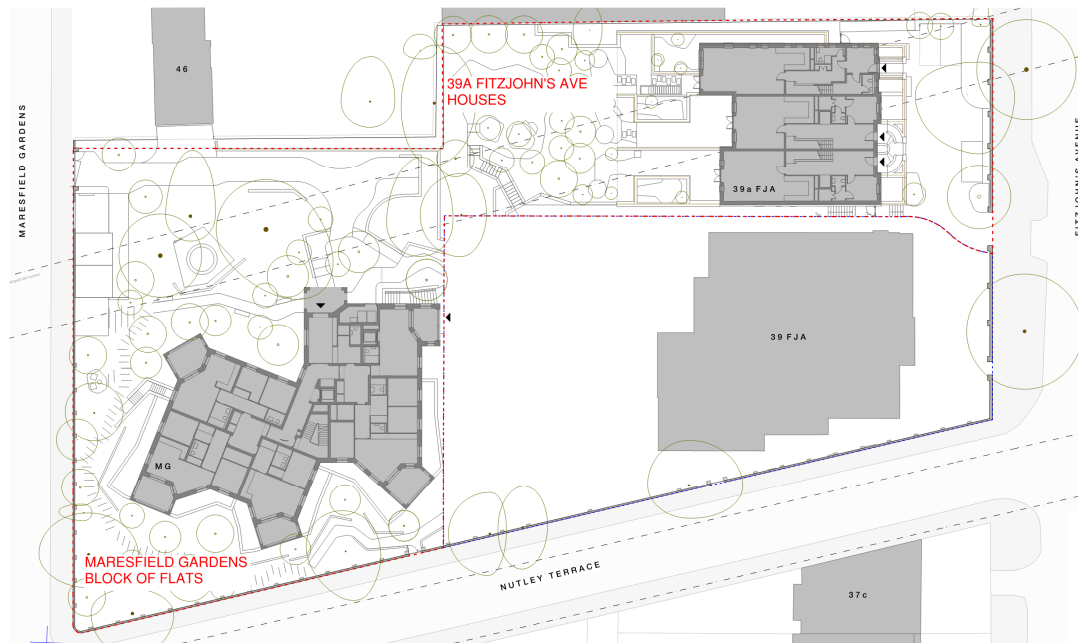 46
39A FITZJOHN'S AVE
HOUSES
MARESFIELD GARDENS
FITZJOHN'S AVENUE
39a FJA
39 FJA
MG
MARESFIELD GARDENS
BLOCK OF FLATS
NUTLEY TERRACE
37c